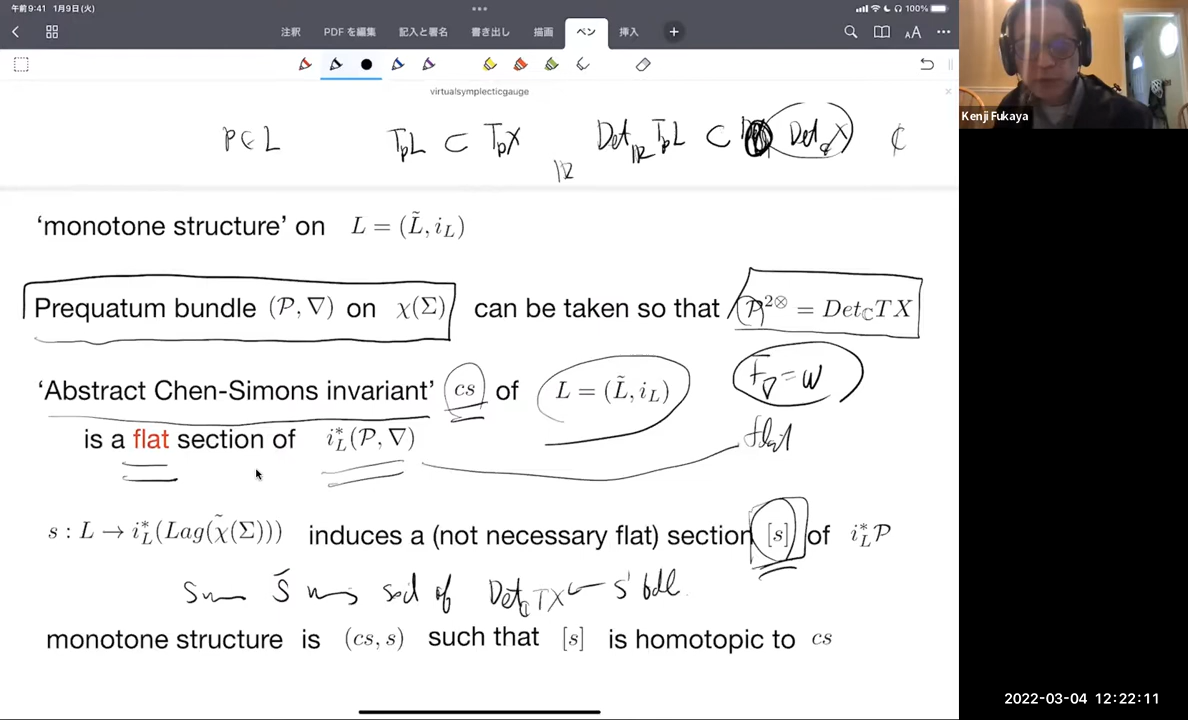 午前9:41 1月9日(火) 100%
注釈 PDFを編集 記入と署名 書き出し 描画 ペン 挿入
AA
virtualsymplecticgauge
Kenji Fukaya
P∈L T_pL ⊂ T_pX Det_ℝ T_pL ⊂ Det_ℂ X ℂ
ℝ
'monotone structure' on L = (L̃, i_L)
Prequatum bundle (𝒫, ∇) on χ(Σ) can be taken so that 𝒫^{2⊗} = Det_ℂTX
'Abstract Chen-Simons invariant' cs of L = (L̃, i_L) F_∇ = ω
is a flat section of i_L^*(𝒫, ∇) flat
s : L → i_L^*(Lag(χ̃(Σ))) induces a (not necessary flat) section [s] of i_L^*𝒫
S̃ of Det_ℂ TX ← S' bdle
monotone structure is (cs, s) such that [s] is homotopic to cs
2022-03-04 12:22:11